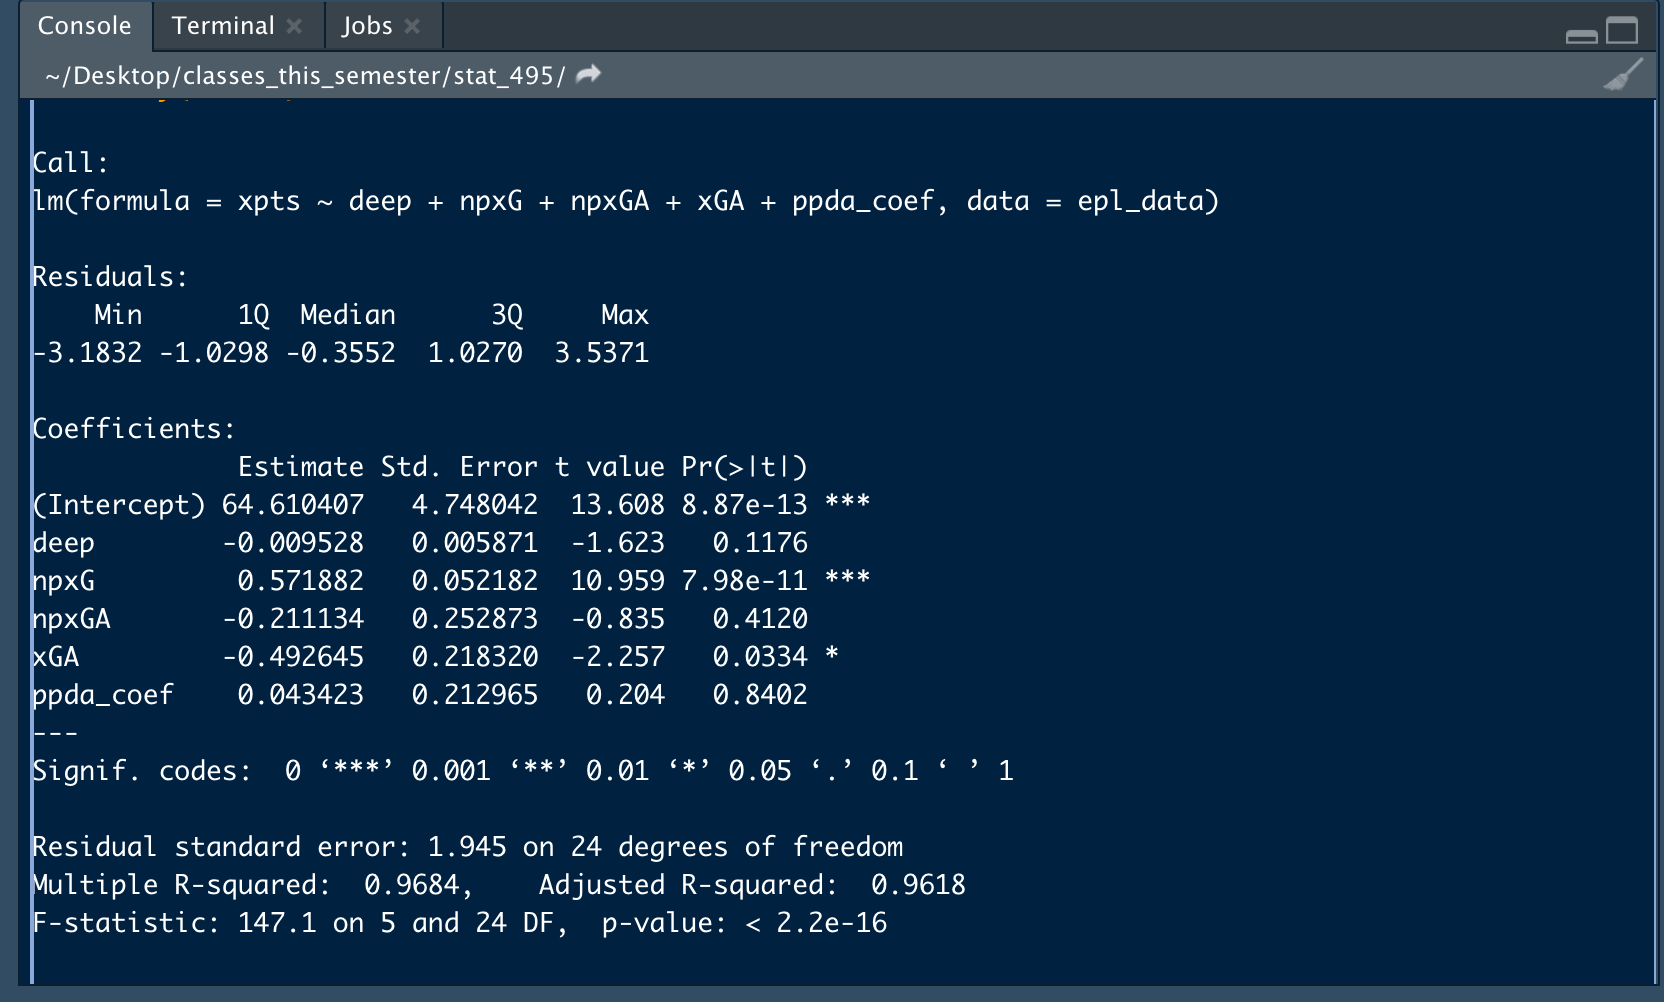 Console Terminal Jobs
~/Desktop/classes_this_semester/stat_495/
Call:
lm(formula = xpts ~ deep + npxG + npxGA + xGA + ppda_coef, data = epl_data)
Residuals:
    Min      1Q  Median      3Q     Max
-3.1832 -1.0298 -0.3552  1.0270  3.5371
Coefficients:
             Estimate Std. Error t value Pr(>|t|)
(Intercept) 64.610407   4.748042  13.608 8.87e-13 ***
deep        -0.009528   0.005871  -1.623   0.1176
npxG         0.571882   0.052182  10.959 7.98e-11 ***
npxGA       -0.211134   0.252873  -0.835   0.4120
xGA         -0.492645   0.218320  -2.257   0.0334 *
ppda_coef    0.043423   0.212965   0.204   0.8402
---
Signif. codes:  0 ‘***’ 0.001 ‘**’ 0.01 ‘*’ 0.05 ‘.’ 0.1 ‘ ’ 1
Residual standard error: 1.945 on 24 degrees of freedom
Multiple R-squared:  0.9684,    Adjusted R-squared:  0.9618
F-statistic: 147.1 on 5 and 24 DF,  p-value: < 2.2e-16